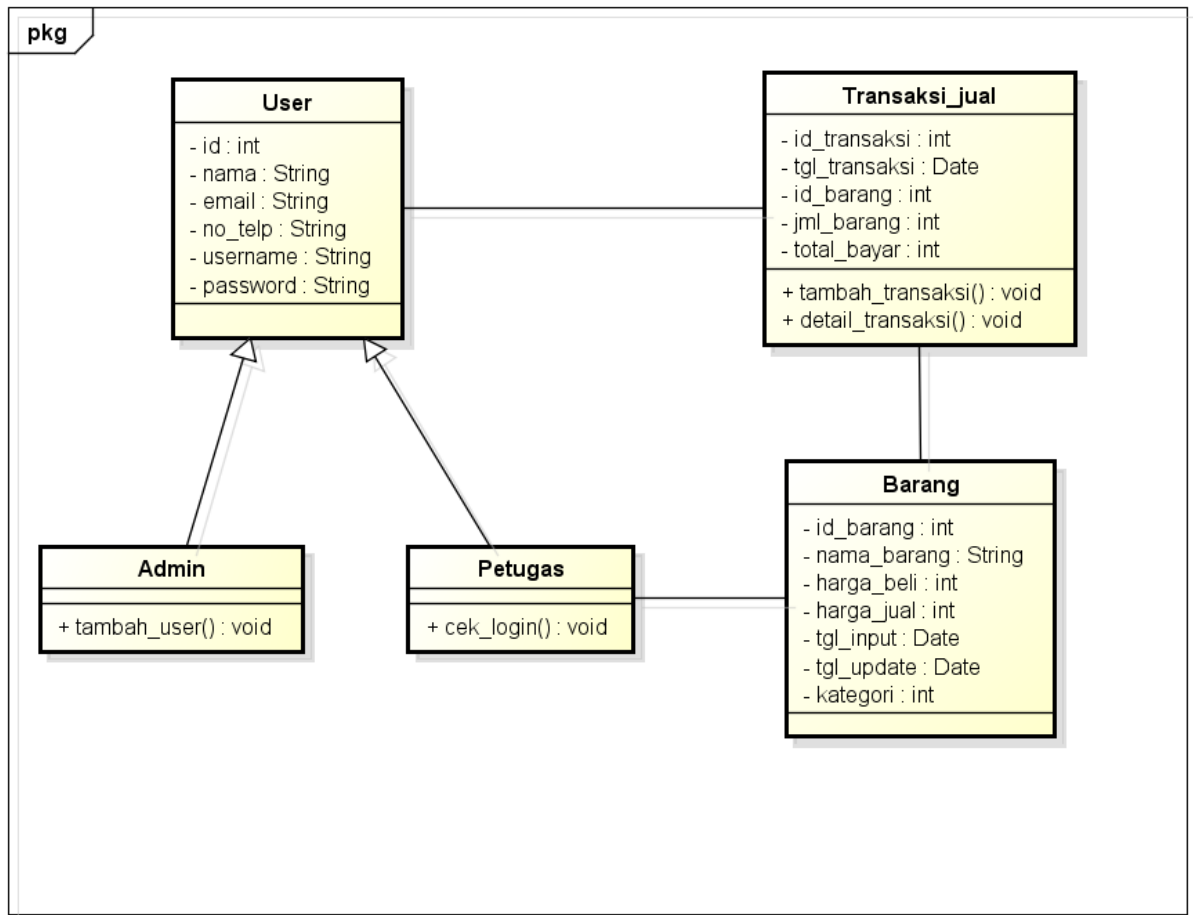 pkg
User
- id : int
- nama : String
- email : String
- no_telp : String
- username : String
- password : String
Transaksi_jual
- id_transaksi : int
- tgl_transaksi : Date
- id_barang : int
- jml_barang : int
- total_bayar : int
+ tambah_transaksi() : void
+ detail_transaksi() : void
Admin
+ tambah_user() : void
Petugas
+ cek_login() : void
Barang
- id_barang : int
- nama_barang : String
- harga_beli : int
- harga_jual : int
- tgl_input : Date
- tgl_update : Date
- kategori : int